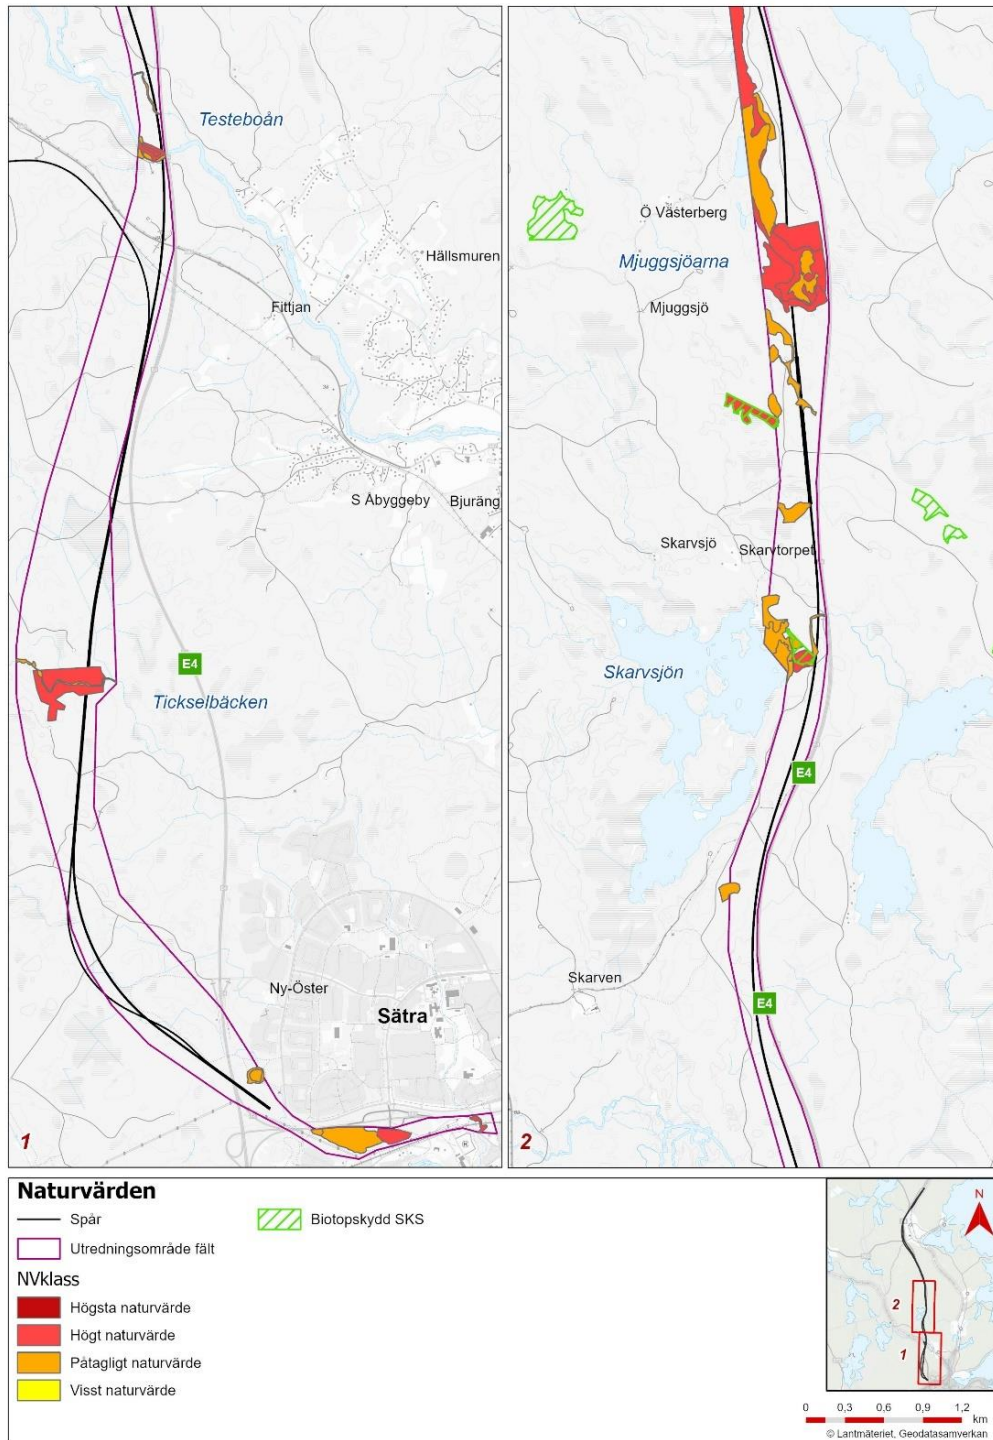 Testeboån
Hällsmuren
Fittjan
S Åbyggeby
Bjuräng
E4
Tickselbäcken
Ny-Öster
Sätra
1
Ö Västerberg
Mjuggsjöarna
Mjuggsjö
Skarvsjö
Skarvtorpet
Skarvsjön
E4
Skarven
E4
2
Naturvärden
Spår
Utredningsområde fält
NVklass
Högsta naturvärde
Högt naturvärde
Påtagligt naturvärde
Visst naturvärde
Biotopskydd SKS
N
2
1
0 0,3 0,6 0,9 1,2
km
© Lantmäteriet, Geodatasamverkan